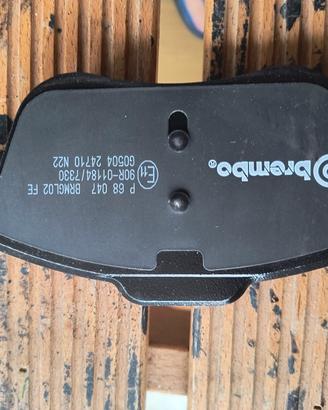 brembo®
P 68 047 BRMGL02 FE
E11 90R-01184/7330
G0504 24710 N22